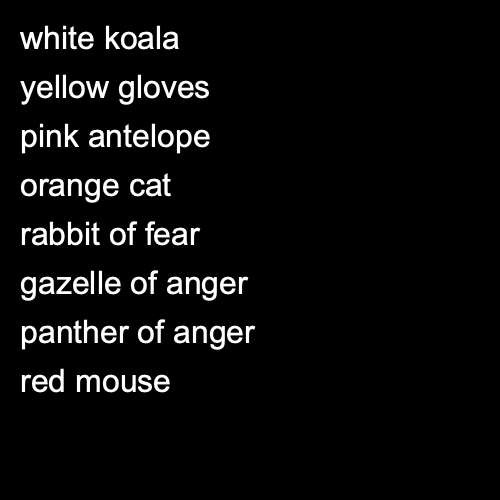 white koala
yellow gloves
pink antelope
orange cat
rabbit of fear
gazelle of anger
panther of anger
red mouse